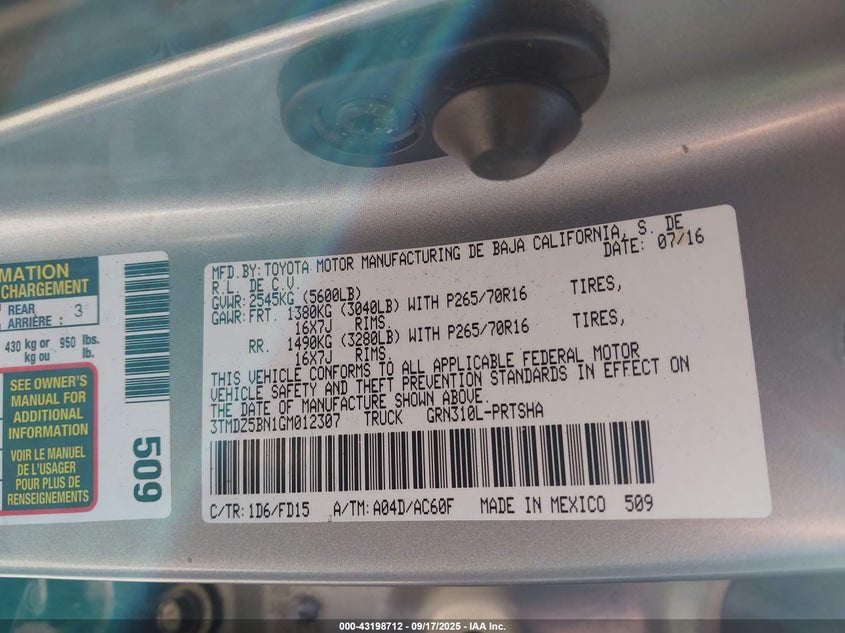 MATION
CHARGEMENT
REAR
ARRIÈRE : 3
430 kg or 950 lbs.
kg ou lb.
SEE OWNER'S
MANUAL FOR
ADDITIONAL
INFORMATION
VOIR LE MANUEL
DE L'USAGER
POUR PLUS DE
RENSEIGNEMENTS
509
MFD.BY:TOYOTA MOTOR MANUFACTURING DE BAJA CALIFORNIA, S. DE
R.L. DE C.V. DATE: 07/16
GVWR:2545KG (5600LB)
GAWR:FRT. 1380KG (3040LB) WITH P265/70R16 TIRES,
16X7J RIMS,
RR. 1490KG (3280LB) WITH P265/70R16 TIRES,
16X7J RIMS.
THIS VEHICLE CONFORMS TO ALL APPLICABLE FEDERAL MOTOR
VEHICLE SAFETY AND THEFT PREVENTION STANDARDS IN EFFECT ON
THE DATE OF MANUFACTURE SHOWN ABOVE.
3TMDZ5BN1GM012307 TRUCK GRN310L-PRTSHA
C/TR:1D6/FD15 A/TM:A04D/AC60F MADE IN MEXICO 509
000-43198712 - 09/17/2025 - IAA Inc.